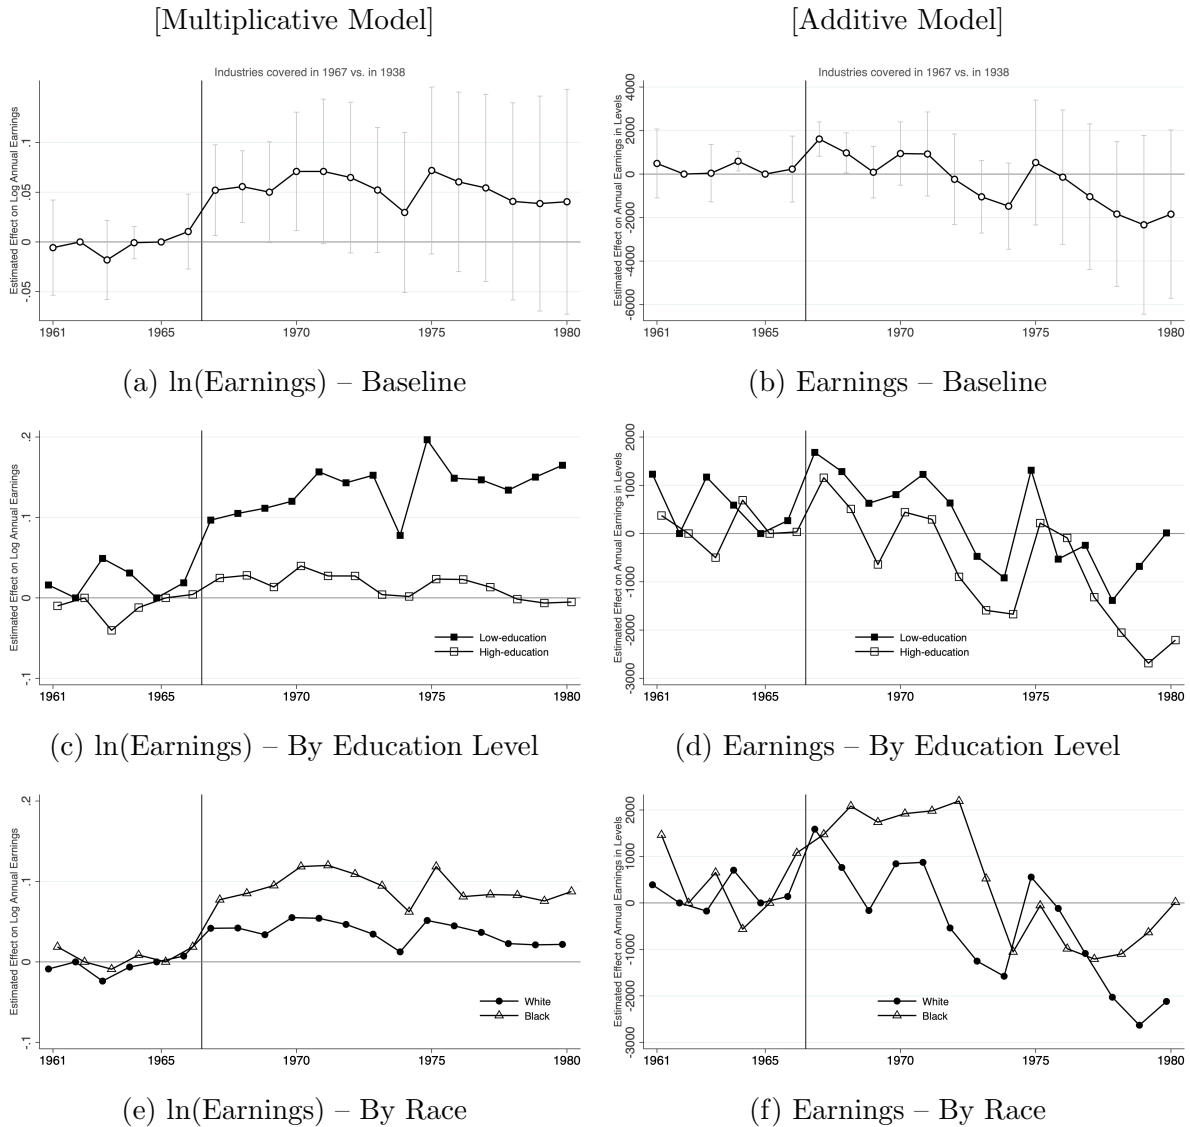 [Multiplicative Model]
[Additive Model]
Industries covered in 1967 vs. in 1938
Estimated Effect on Log Annual Earnings
.1
.05
0
-.05
1961 1965 1970 1975 1980
(a) ln(Earnings) – Baseline
Industries covered in 1967 vs. in 1938
Estimated Effect on Annual Earnings in Levels
4000
2000
0
-2000
-4000
-6000
1961 1965 1970 1975 1980
(b) Earnings – Baseline
Estimated Effect on Log Annual Earnings
.2
.1
0
-.1
Low-education
High-education
1961 1965 1970 1975 1980
(c) ln(Earnings) – By Education Level
Estimated Effect on Annual Earnings in Levels
2000
1000
0
-1000
-2000
-3000
Low-education
High-education
1961 1965 1970 1975 1980
(d) Earnings – By Education Level
Estimated Effect on Log Annual Earnings
.2
.1
0
-.1
White
Black
1961 1965 1970 1975 1980
(e) ln(Earnings) – By Race
Estimated Effect on Annual Earnings in Levels
2000
1000
0
-1000
-2000
-3000
White
Black
1961 1965 1970 1975 1980
(f) Earnings – By Race